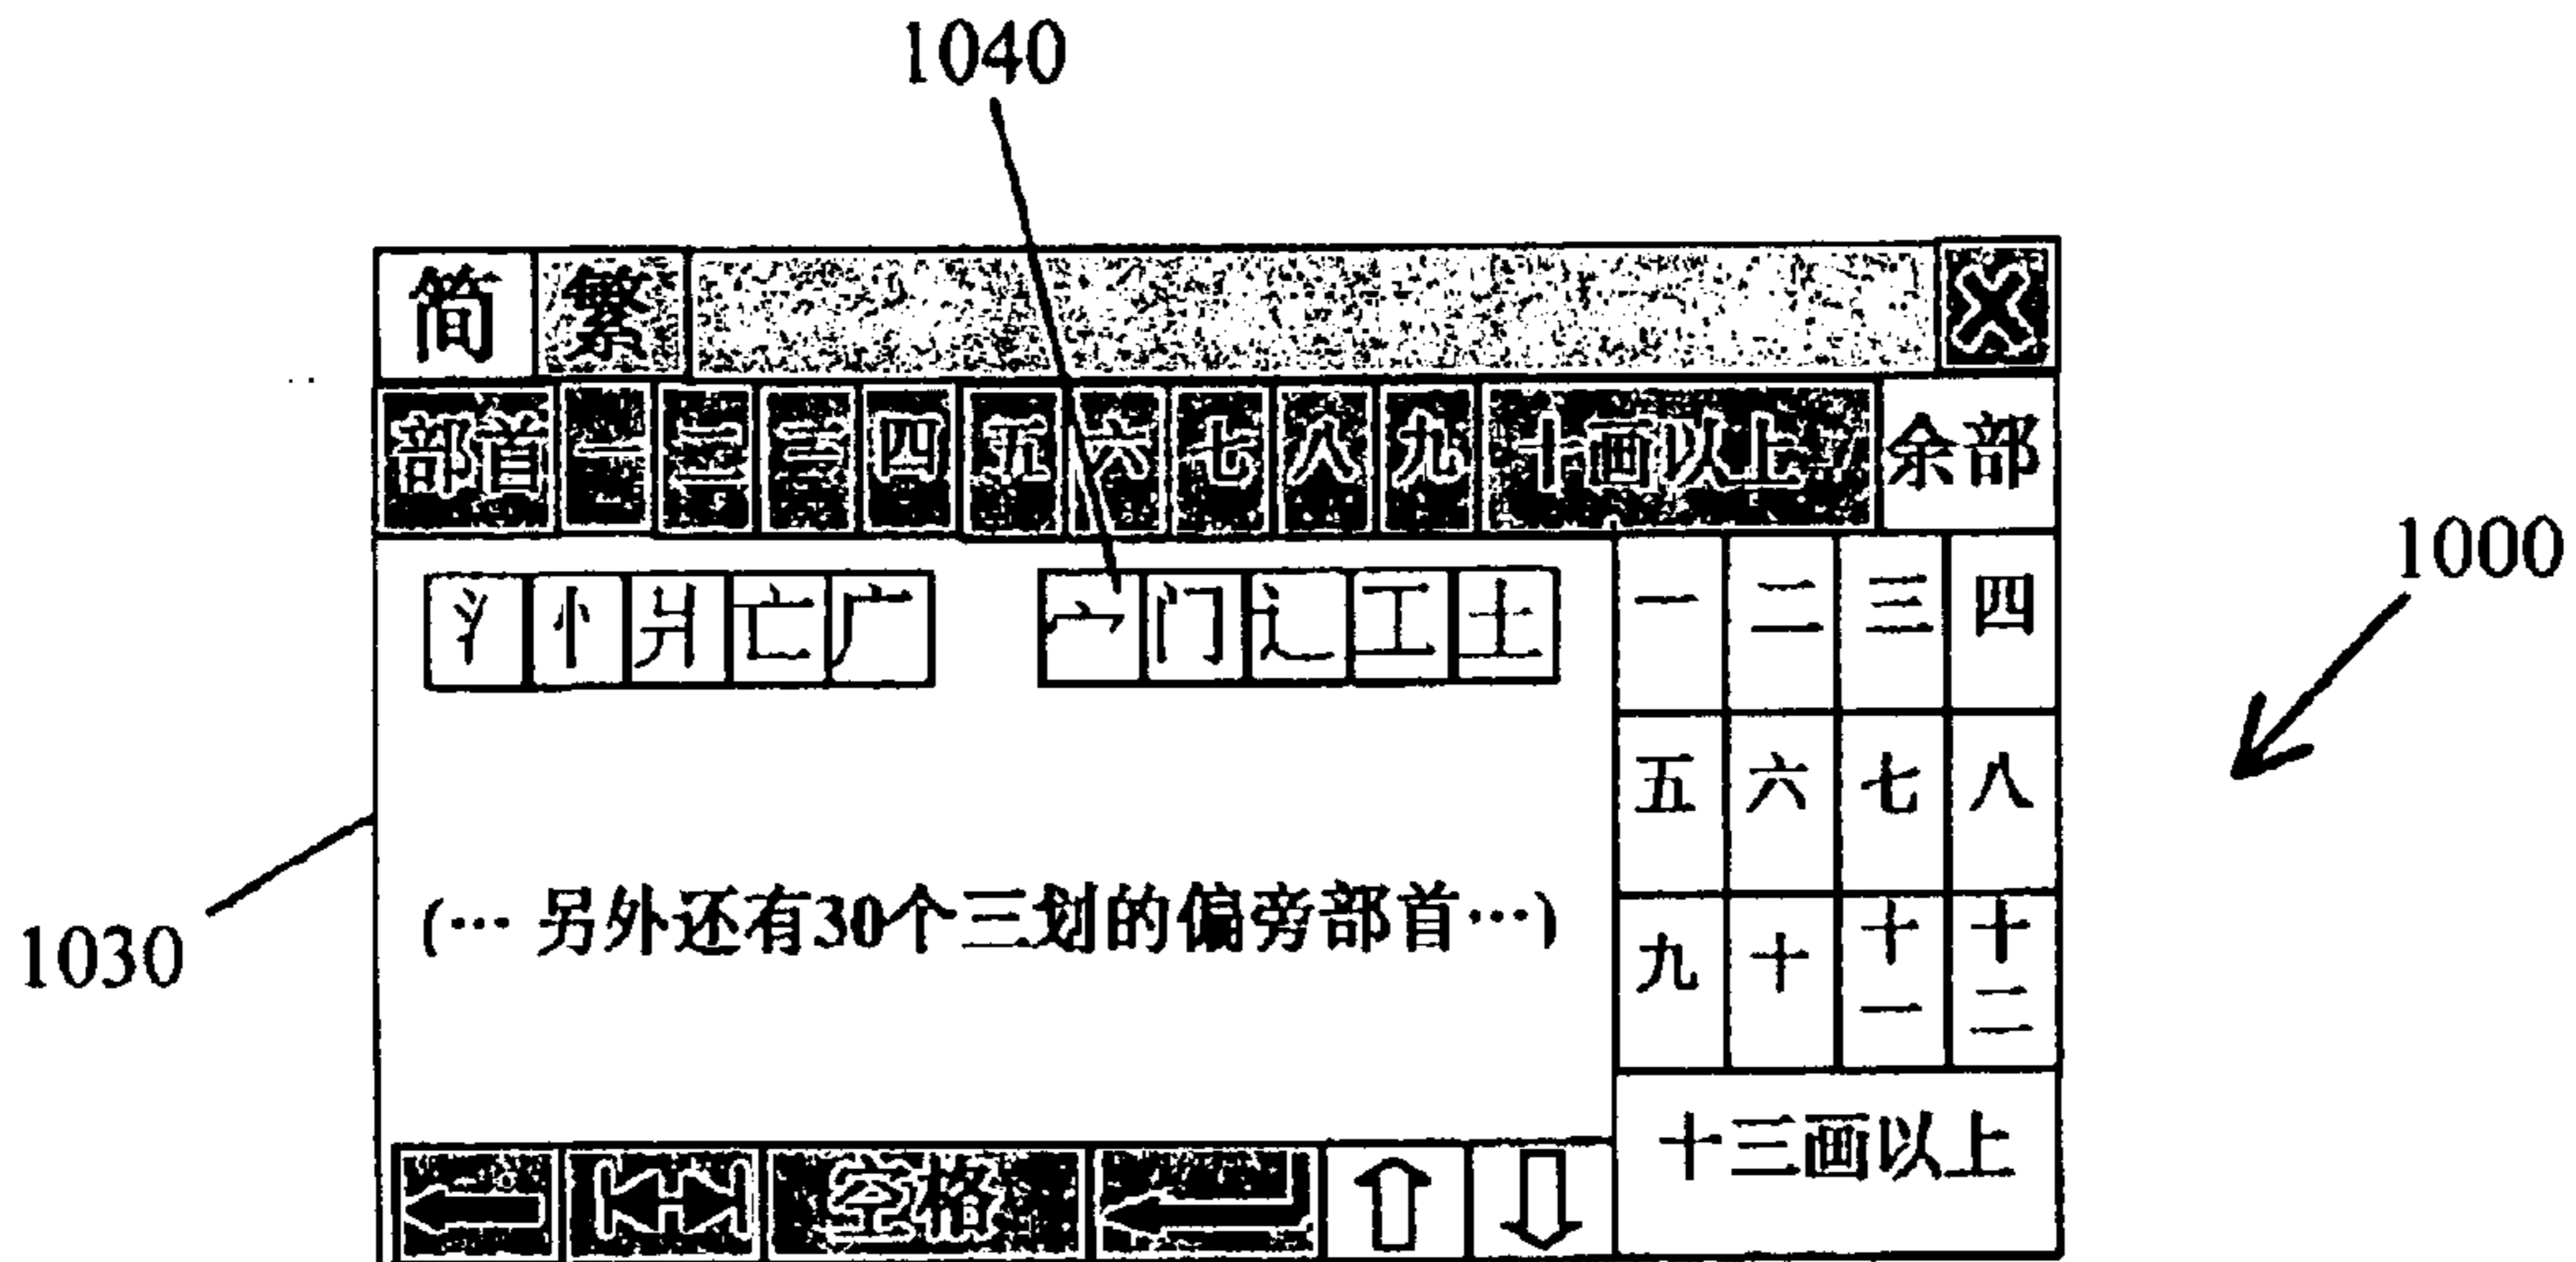 1040
简 繁
部首 一 二 三 四 五 六 七 八 九 十画以上 余部
1000
氵 忄 爿 亡 广 宀 门 辶 工 土
一 二 三 四
五 六 七 八
(… 另外还有30个三划的偏旁部首…)
1030
九 十 十一 十二
十三画以上
空格